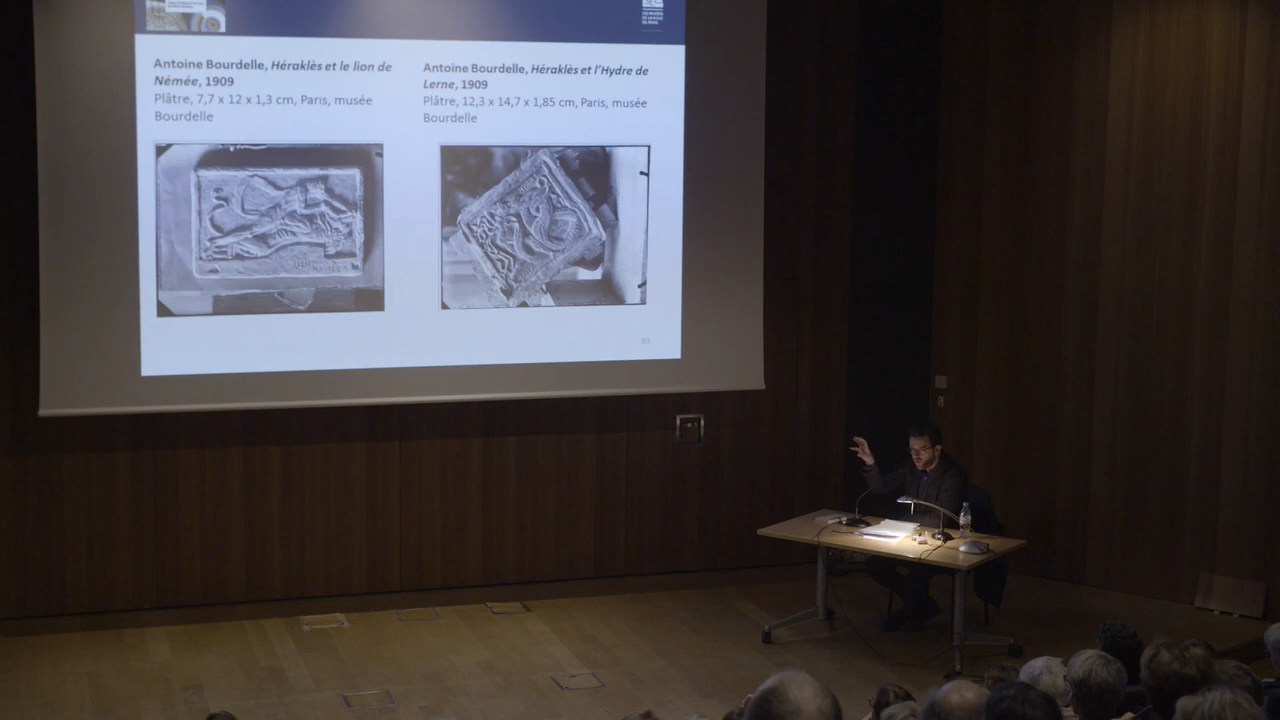 Antoine Bourdelle, Héraklès et le lion de
Némée, 1909
Plâtre, 7,7 x 12 x 1,3 cm, Paris, musée
Bourdelle
Antoine Bourdelle, Héraklès et l'Hydre de
Lerne, 1909
Plâtre, 12,3 x 14,7 x 1,85 cm, Paris, musée
Bourdelle